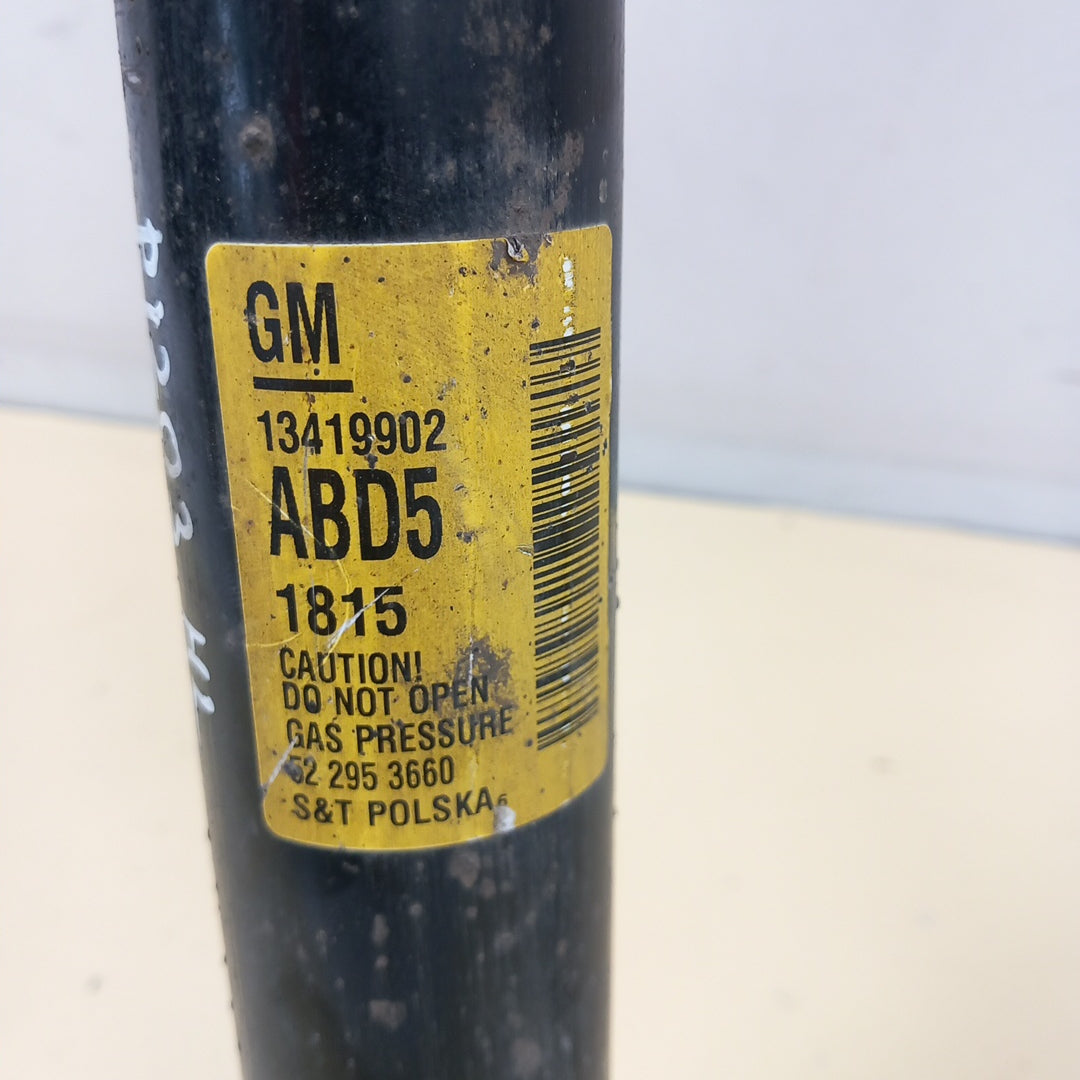 GM
13419902
ABD5
1815
CAUTION!
DO NOT OPEN
GAS PRESSURE
52 295 3660
S&T POLSKA